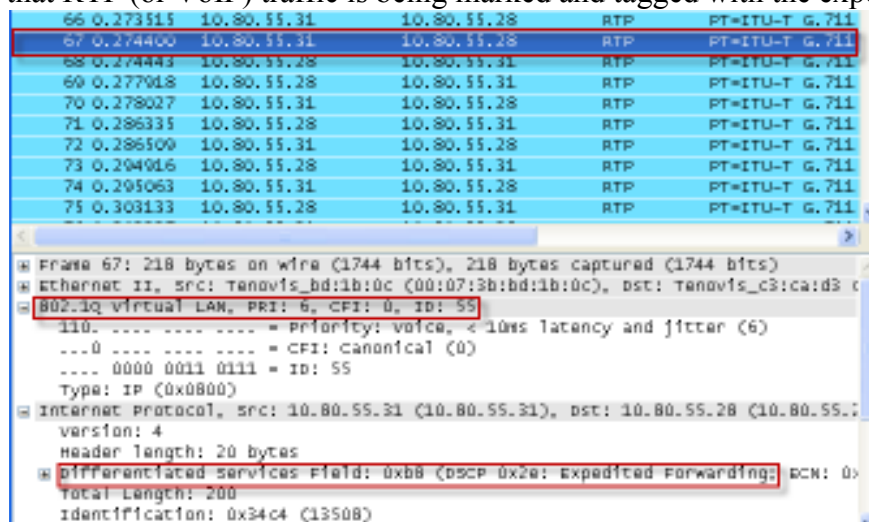 that RTP (or VoIP) traffic is being marked and tagged with the exp
66 0.273515 10.80.55.31 10.80.55.28 RTP PT=ITU-T G.711
67 0.274400 10.80.55.31 10.80.55.28 RTP PT=ITU-T G.711
68 0.274443 10.80.55.28 10.80.55.31 RTP PT=ITU-T G.711
69 0.277918 10.80.55.28 10.80.55.31 RTP PT=ITU-T G.711
70 0.278027 10.80.55.31 10.80.55.28 RTP PT=ITU-T G.711
71 0.286335 10.80.55.28 10.80.55.31 RTP PT=ITU-T G.711
72 0.286509 10.80.55.31 10.80.55.28 RTP PT=ITU-T G.711
73 0.294916 10.80.55.28 10.80.55.31 RTP PT=ITU-T G.711
74 0.295063 10.80.55.31 10.80.55.28 RTP PT=ITU-T G.711
75 0.303133 10.80.55.28 10.80.55.31 RTP PT=ITU-T G.711
Frame 67: 218 bytes on wire (1744 bits), 218 bytes captured (1744 bits)
Ethernet II, Src: Tenovis_bd:1b:0c (00:07:3b:bd:1b:0c), Dst: Tenovis_c3:ca:d3
802.1Q Virtual LAN, PRI: 6, CFI: 0, ID: 55
110. .... .... .... = Priority: Voice, < 10ms latency and jitter (6)
...0 .... .... .... = CFI: Canonical (0)
.... 0000 0011 0111 = ID: 55
Type: IP (0x0800)
Internet Protocol, Src: 10.80.55.31 (10.80.55.31), Dst: 10.80.55.28 (10.80.55.
Version: 4
Header length: 20 bytes
Differentiated Services Field: 0xb8 (DSCP 0x2e: Expedited Forwarding; ECN: 0x
Total Length: 200
Identification: 0x34c4 (13508)